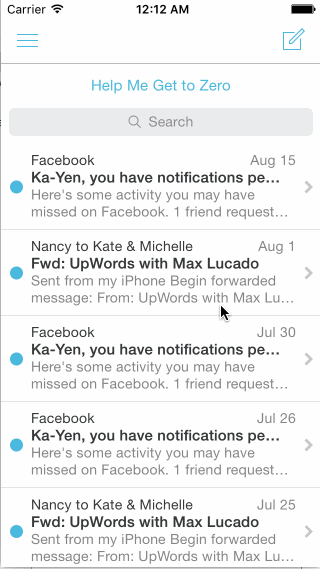 Carrier 12:12 AM
Help Me Get to Zero
Search
Facebook Aug 15
Ka-Yen, you have notifications pe...
Here's some activity you may have
missed on Facebook. 1 friend request...
Nancy to Kate & Michelle Aug 1
Fwd: UpWords with Max Lucado
Sent from my iPhone Begin forwarded
message: From: UpWords with Max Lu...
Facebook Jul 30
Ka-Yen, you have notifications pe...
Here's some activity you may have
missed on Facebook. 1 friend request...
Facebook Jul 26
Ka-Yen, you have notifications pe...
Here's some activity you may have
missed on Facebook. 1 friend request...
Nancy to Kate & Michelle Jul 25
Fwd: UpWords with Max Lucado
Sent from my iPhone Begin forwarded
message: From: UpWords with Max Lu...